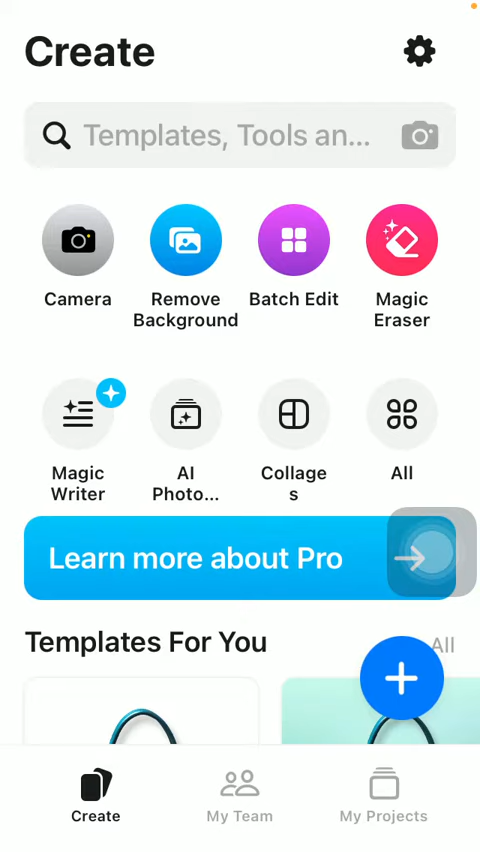 Create
Templates, Tools an...
Camera
Remove
Background
Batch Edit
Magic
Eraser
Magic
Writer
AI
Photo...
Collage
s
All
Learn more about Pro
Templates For You
All
Create
My Team
My Projects